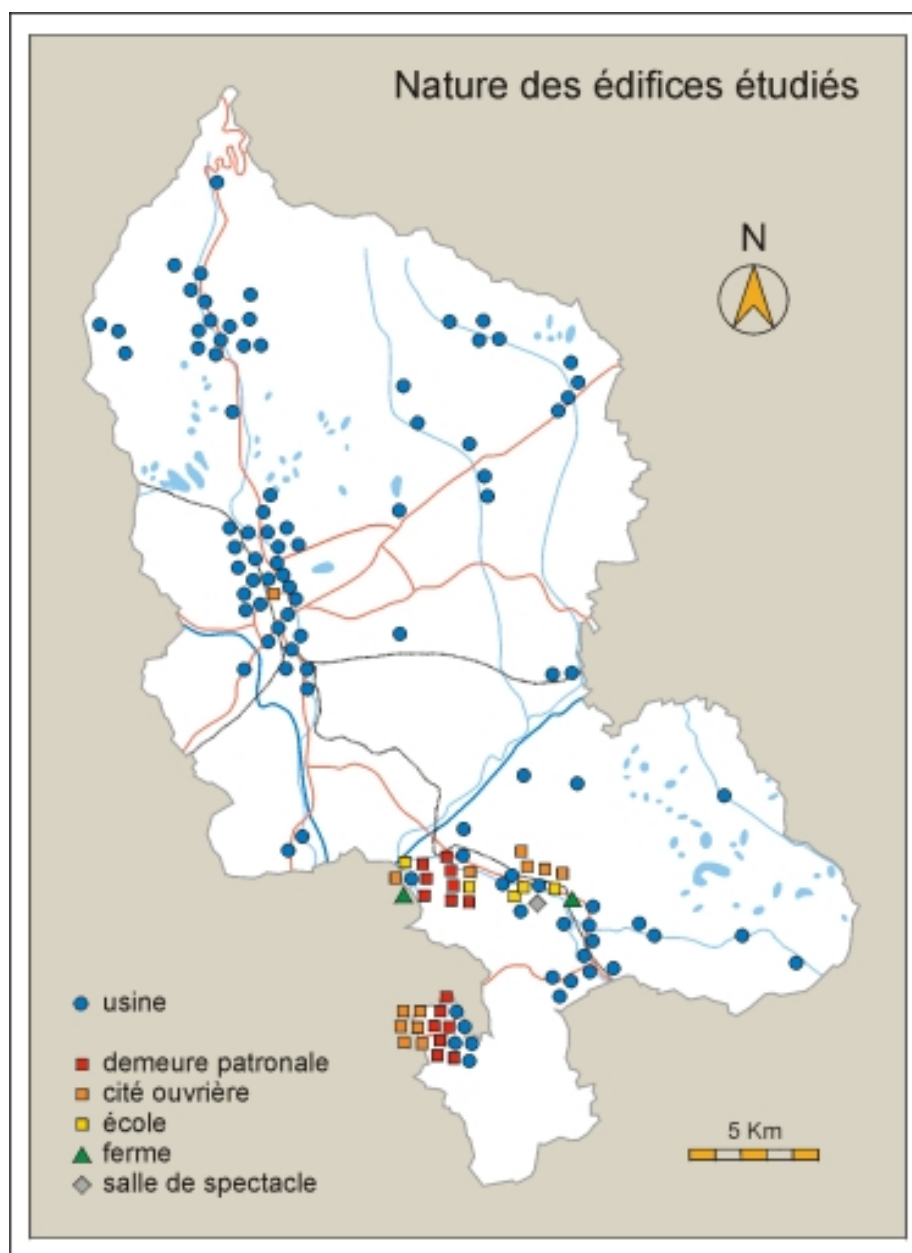 Nature des édifices étudiés
N
usine
demeure patronale
cité ouvrière
école
ferme
salle de spectacle
5 Km